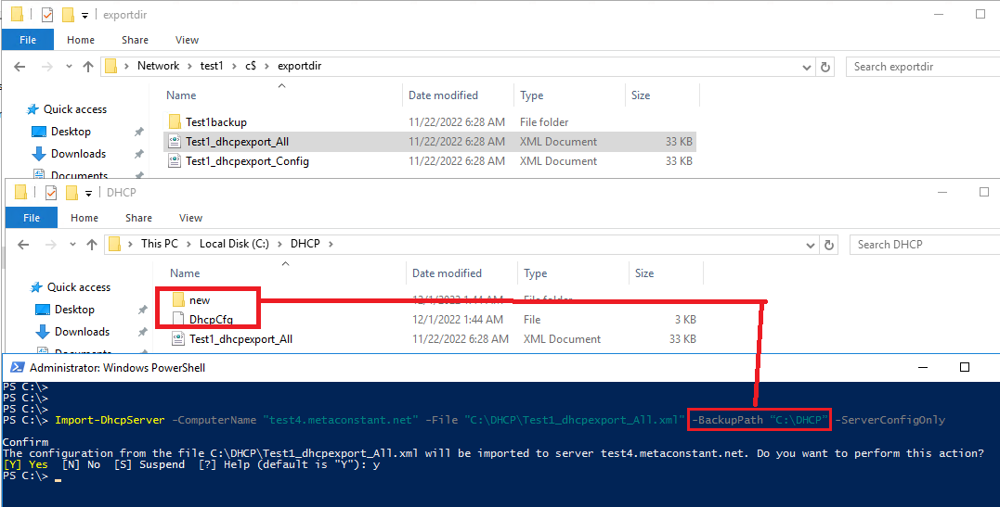 exportdir
File Home Share View
Network test1 c$ exportdir
Search exportdir
Name Date modified Type Size
Quick access
Desktop
Downloads
Documents
Test1backup 11/22/2022 6:28 AM File folder
Test1_dhcpexport_All 11/22/2022 6:28 AM XML Document 33 KB
Test1_dhcpexport_Config 11/22/2022 6:28 AM XML Document 33 KB
DHCP
File Home Share View
This PC Local Disk (C:) DHCP
Search DHCP
Name Date modified Type Size
Quick access
Desktop
Downloads
Documents
new 12/1/2022 1:44 AM File folder
DhcpCfg 12/1/2022 1:44 AM File 3 KB
Test1_dhcpexport_All 11/22/2022 6:28 AM XML Document 33 KB
Administrator: Windows PowerShell
PS C:\>
PS C:\>
PS C:\>
PS C:\> Import-DhcpServer -ComputerName "test4.metaconstant.net" -File "C:\DHCP\Test1_dhcpexport_All.xml" -BackupPath "C:\DHCP" -ServerConfigOnly
Confirm
The configuration from the file C:\DHCP\Test1_dhcpexport_All.xml will be imported to server test4.metaconstant.net. Do you want to perform this action?
[Y] Yes [N] No [S] Suspend [?] Help (default is "Y"): y
PS C:\> _